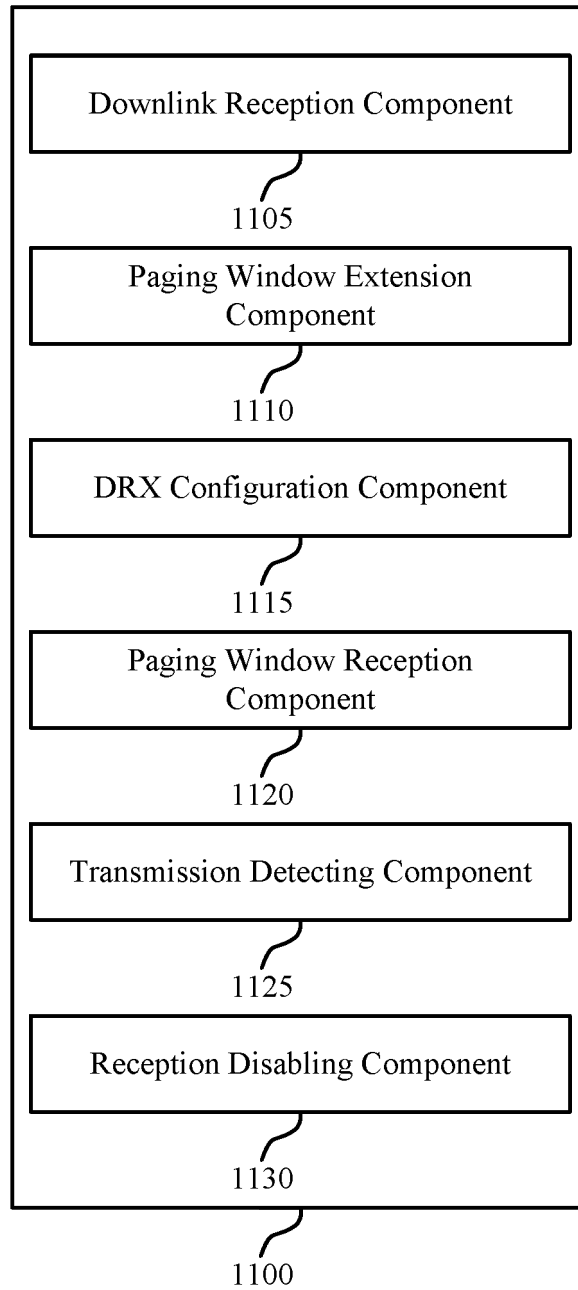 Downlink Reception Component
1105
Paging Window Extension
Component
1110
DRX Configuration Component
1115
Paging Window Reception
Component
1120
Transmission Detecting Component
1125
Reception Disabling Component
1130
1100